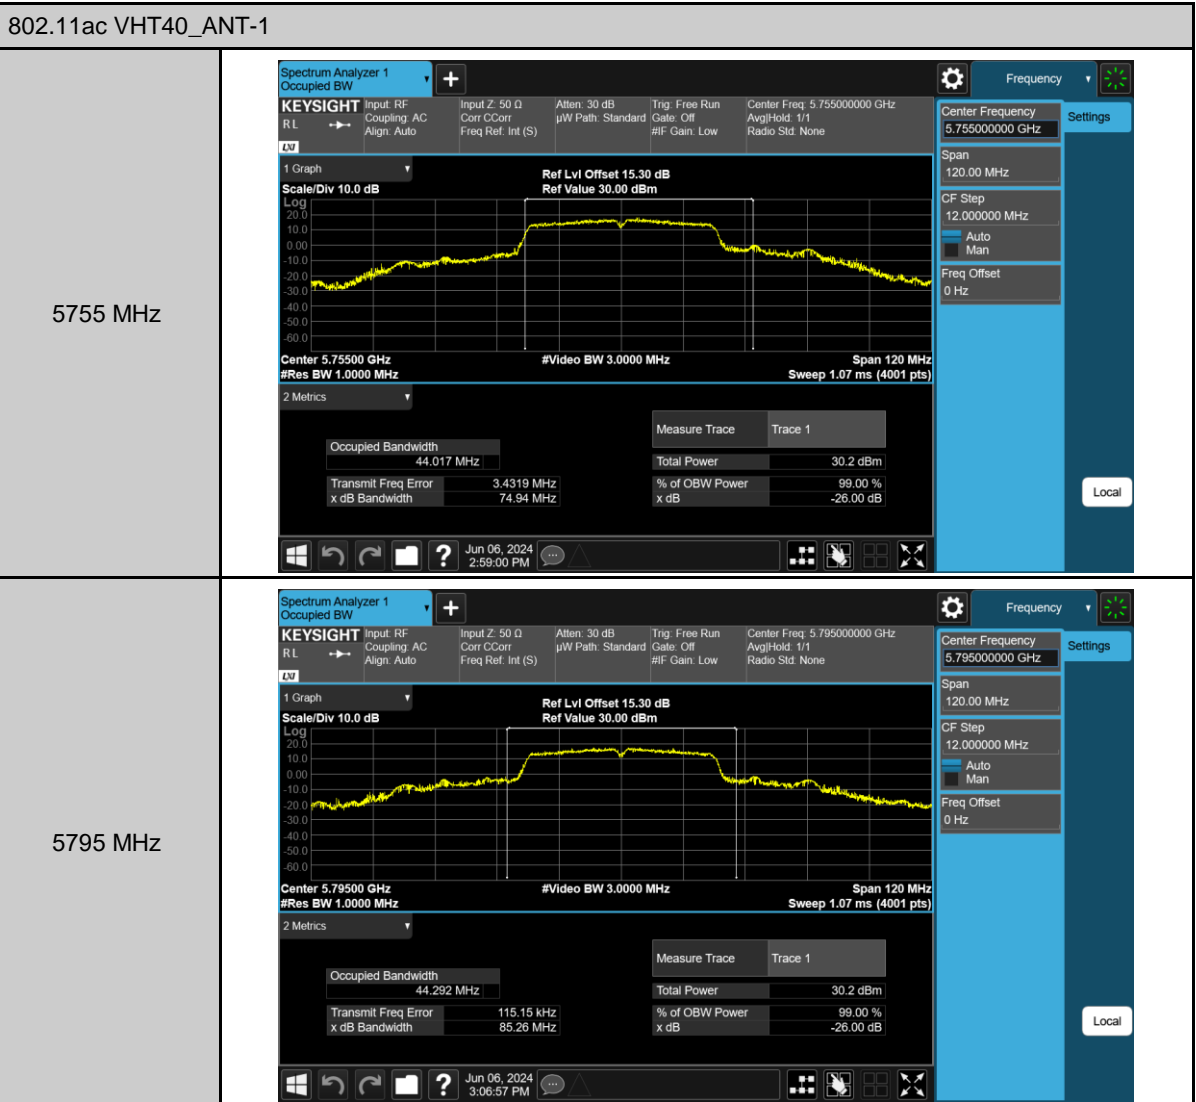 802.11ac VHT40_ANT-1
5755 MHz
Spectrum Analyzer 1
Occupied BW
+
Frequency
KEYSIGHT
RL
LXI
Input: RF
Coupling: AC
Align: Auto
Input Z: 50 Ω
Corr CCorr
Freq Ref: Int (S)
Atten: 30 dB
µW Path: Standard
Trig: Free Run
Gate: Off
#IF Gain: Low
Center Freq: 5.755000000 GHz
Avg|Hold: 1/1
Radio Std: None
Center Frequency
5.755000000 GHz
Settings
Span
120.00 MHz
CF Step
12.000000 MHz
Auto
Man
Freq Offset
0 Hz
Local
1 Graph
Scale/Div 10.0 dB
Ref Lvl Offset 15.30 dB
Ref Value 30.00 dBm
Log
20.0
10.0
0.00
-10.0
-20.0
-30.0
-40.0
-50.0
-60.0
Center 5.75500 GHz
#Res BW 1.0000 MHz
#Video BW 3.0000 MHz
Span 120 MHz
Sweep 1.07 ms (4001 pts)
2 Metrics
Occupied Bandwidth
44.017 MHz
Transmit Freq Error 3.4319 MHz
x dB Bandwidth 74.94 MHz
Measure Trace Trace 1
Total Power 30.2 dBm
% of OBW Power 99.00 %
x dB -26.00 dB
?
Jun 06, 2024
2:59:00 PM
5795 MHz
Spectrum Analyzer 1
Occupied BW
+
Frequency
KEYSIGHT
RL
LXI
Input: RF
Coupling: AC
Align: Auto
Input Z: 50 Ω
Corr CCorr
Freq Ref: Int (S)
Atten: 30 dB
µW Path: Standard
Trig: Free Run
Gate: Off
#IF Gain: Low
Center Freq: 5.795000000 GHz
Avg|Hold: 1/1
Radio Std: None
Center Frequency
5.795000000 GHz
Settings
Span
120.00 MHz
CF Step
12.000000 MHz
Auto
Man
Freq Offset
0 Hz
Local
1 Graph
Scale/Div 10.0 dB
Ref Lvl Offset 15.30 dB
Ref Value 30.00 dBm
Log
20.0
10.0
0.00
-10.0
-20.0
-30.0
-40.0
-50.0
-60.0
Center 5.79500 GHz
#Res BW 1.0000 MHz
#Video BW 3.0000 MHz
Span 120 MHz
Sweep 1.07 ms (4001 pts)
2 Metrics
Occupied Bandwidth
44.292 MHz
Transmit Freq Error 115.15 kHz
x dB Bandwidth 85.26 MHz
Measure Trace Trace 1
Total Power 30.2 dBm
% of OBW Power 99.00 %
x dB -26.00 dB
?
Jun 06, 2024
3:06:57 PM